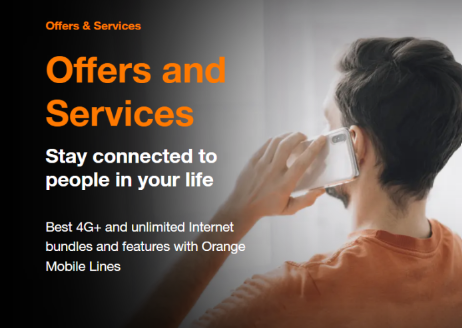 Offers & Services
Offers and
Services
Stay connected to
people in your life
Best 4G+ and unlimited Internet
bundles and features with Orange
Mobile Lines